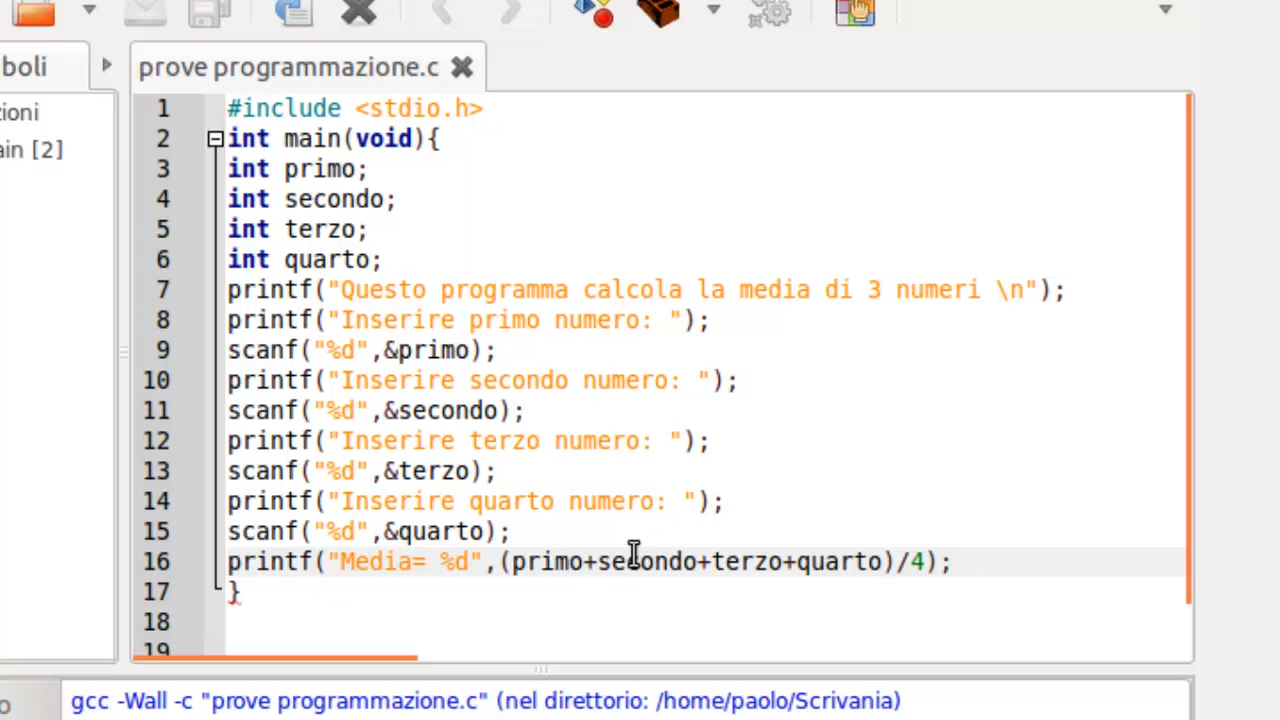 boli
prove programmazione.c
zioni
ain [2]
1 #include <stdio.h>
2 int main(void){
3 int primo;
4 int secondo;
5 int terzo;
6 int quarto;
7 printf("Questo programma calcola la media di 3 numeri \n");
8 printf("Inserire primo numero: ");
9 scanf("%d",&primo);
10 printf("Inserire secondo numero: ");
11 scanf("%d",&secondo);
12 printf("Inserire terzo numero: ");
13 scanf("%d",&terzo);
14 printf("Inserire quarto numero: ");
15 scanf("%d",&quarto);
16 printf("Media= %d",(primo+secondo+terzo+quarto)/4);
17 }
18
19
o
gcc -Wall -c "prove programmazione.c" (nel direttorio: /home/paolo/Scrivania)